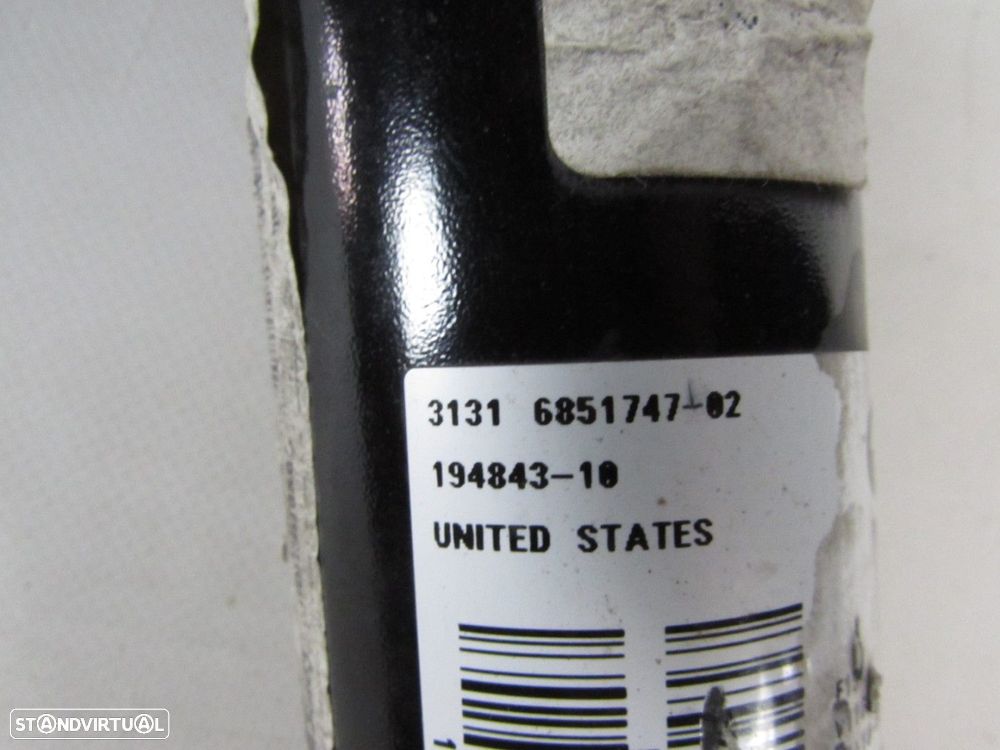 3131 6851747-02
194843-10
UNITED STATES
STANDVIRTUAL